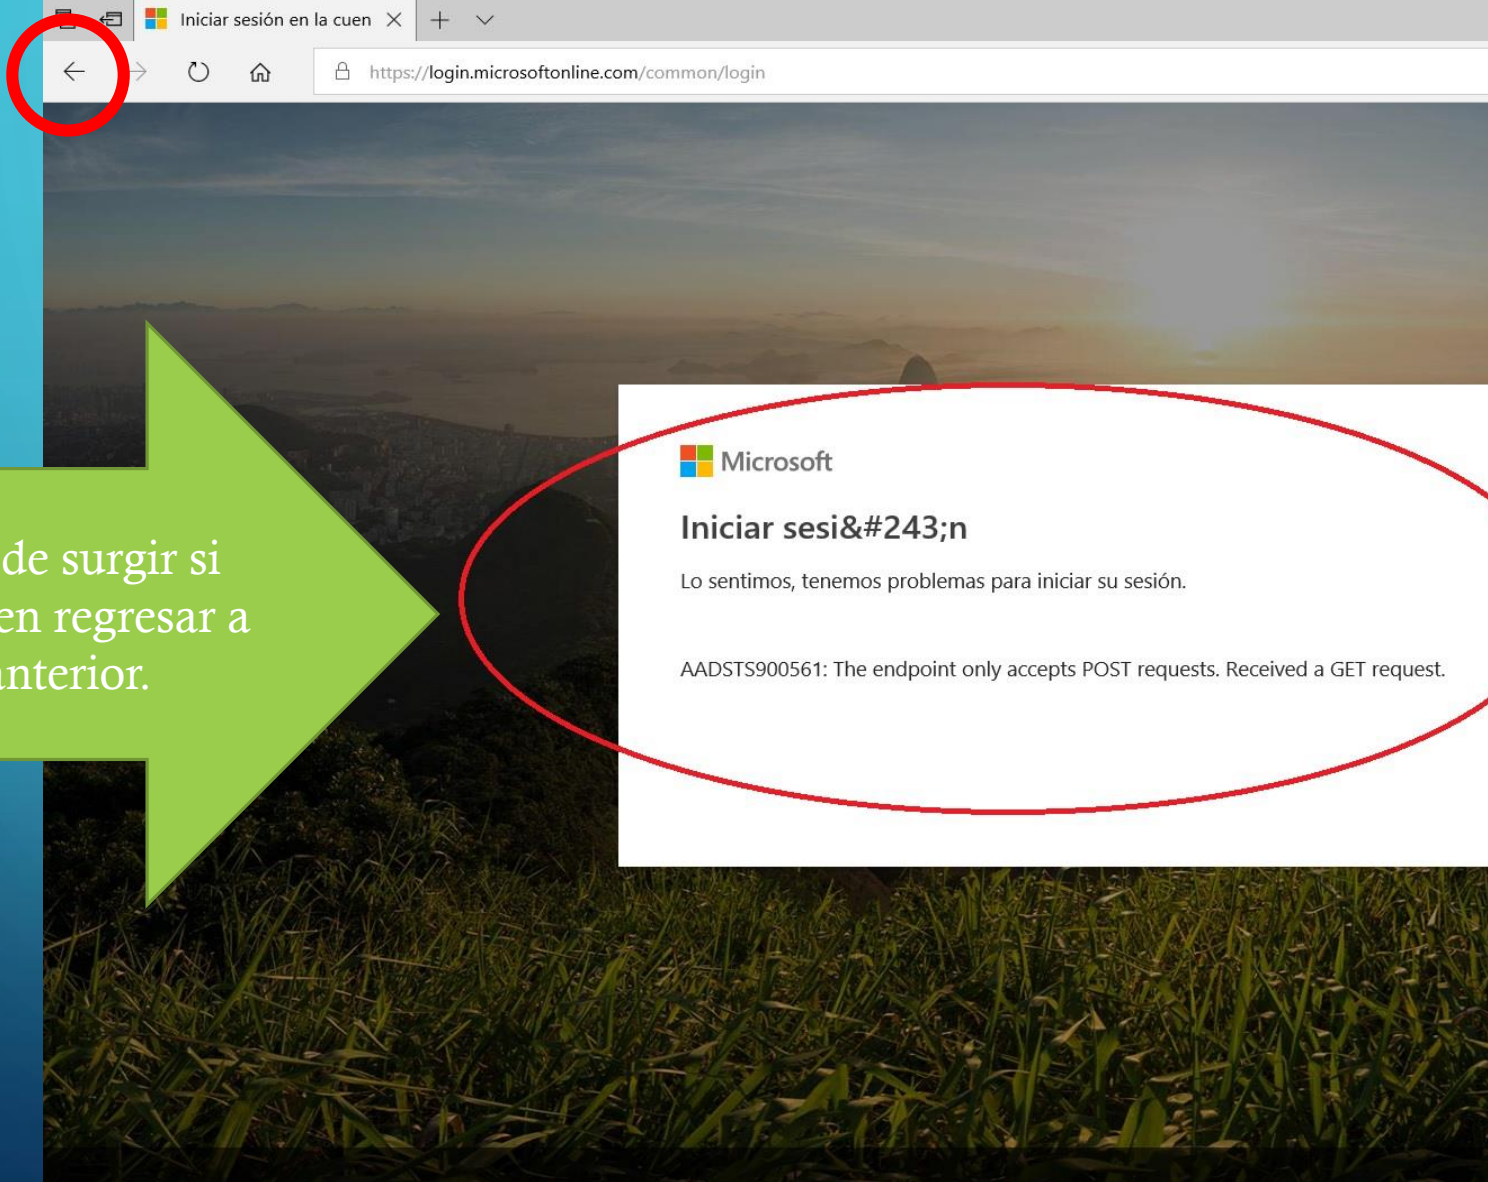 Iniciar sesión en la cuen
https://login.microsoftonline.com/common/login
Microsoft
Iniciar sesi&#243;n
Lo sentimos, tenemos problemas para iniciar su sesión.
AADSTS900561: The endpoint only accepts POST requests. Received a GET request.
de surgir si
en regresar a
anterior.